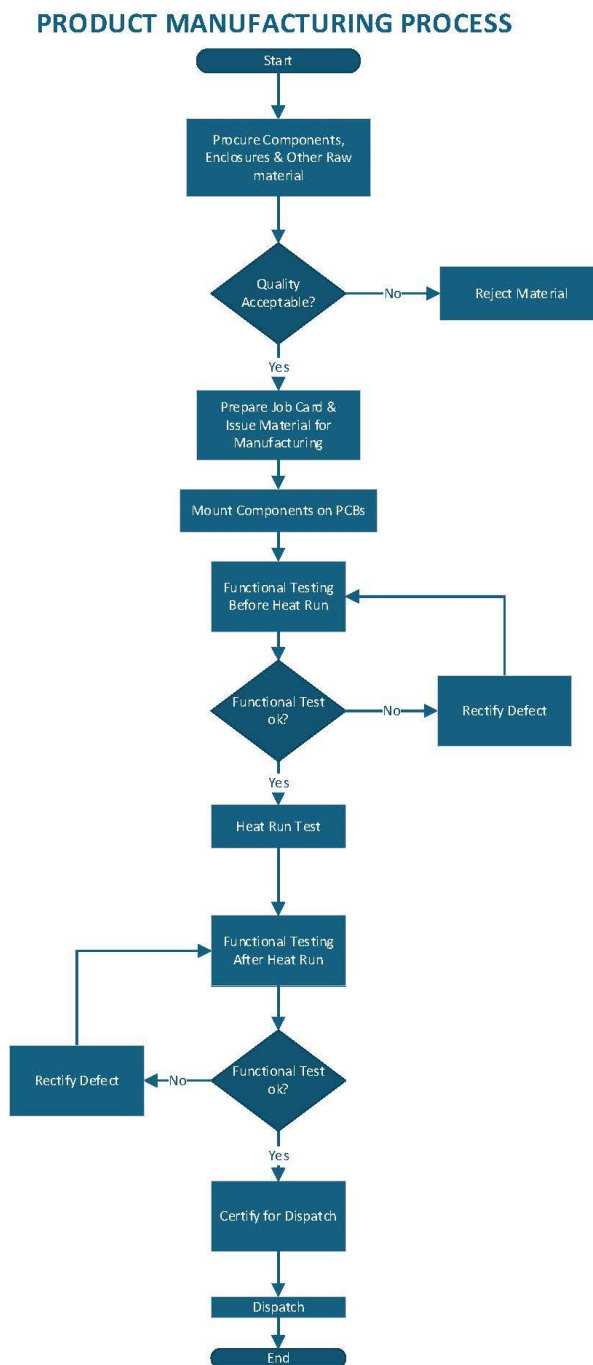 PRODUCT MANUFACTURING PROCESS
Start
Procure Components,
Enclosures & Other Raw
material
Quality
Acceptable?
No
Reject Material
Yes
Prepare Job Card &
Issue Material for
Manufacturing
Mount Components on PCBs
Functional Testing
Before Heat Run
Functional Test
ok?
No
Rectify Defect
Yes
Heat Run Test
Functional Testing
After Heat Run
Functional Test
ok?
No
Rectify Defect
Yes
Certify for Dispatch
Dispatch
End